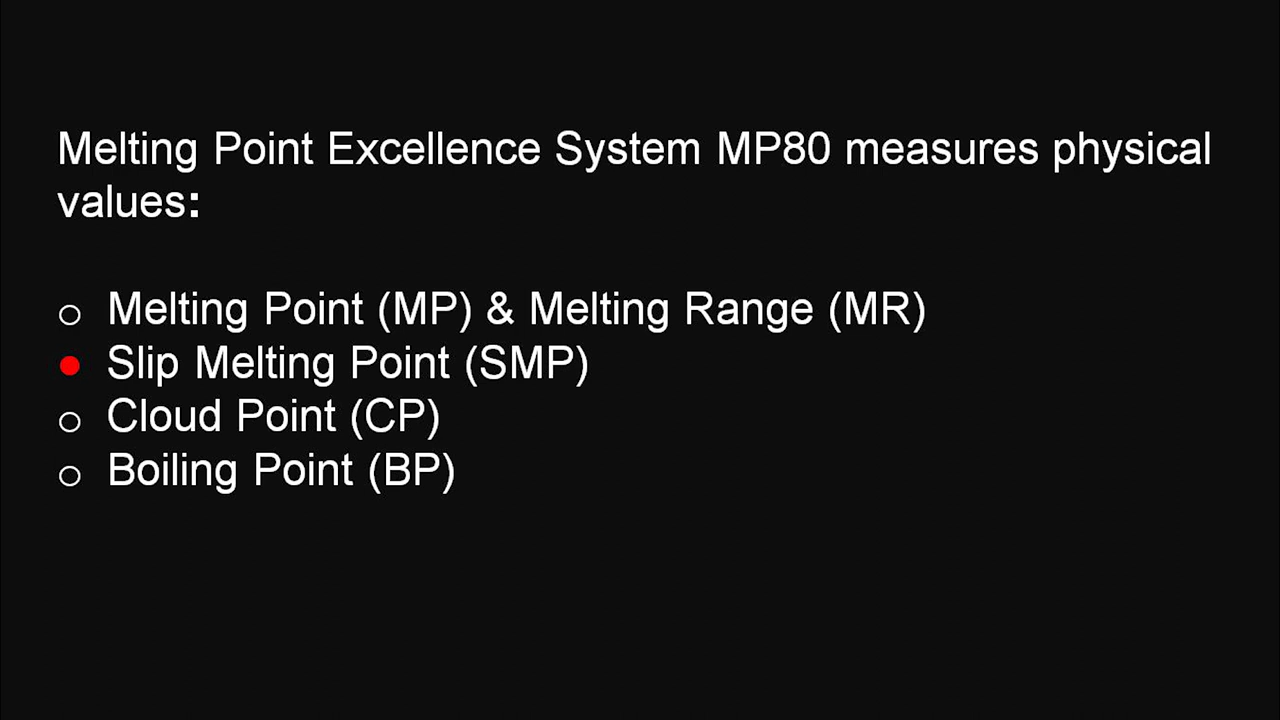 Melting Point Excellence System MP80 measures physical
values:
Melting Point (MP) & Melting Range (MR)
Slip Melting Point (SMP)
Cloud Point (CP)
Boiling Point (BP)